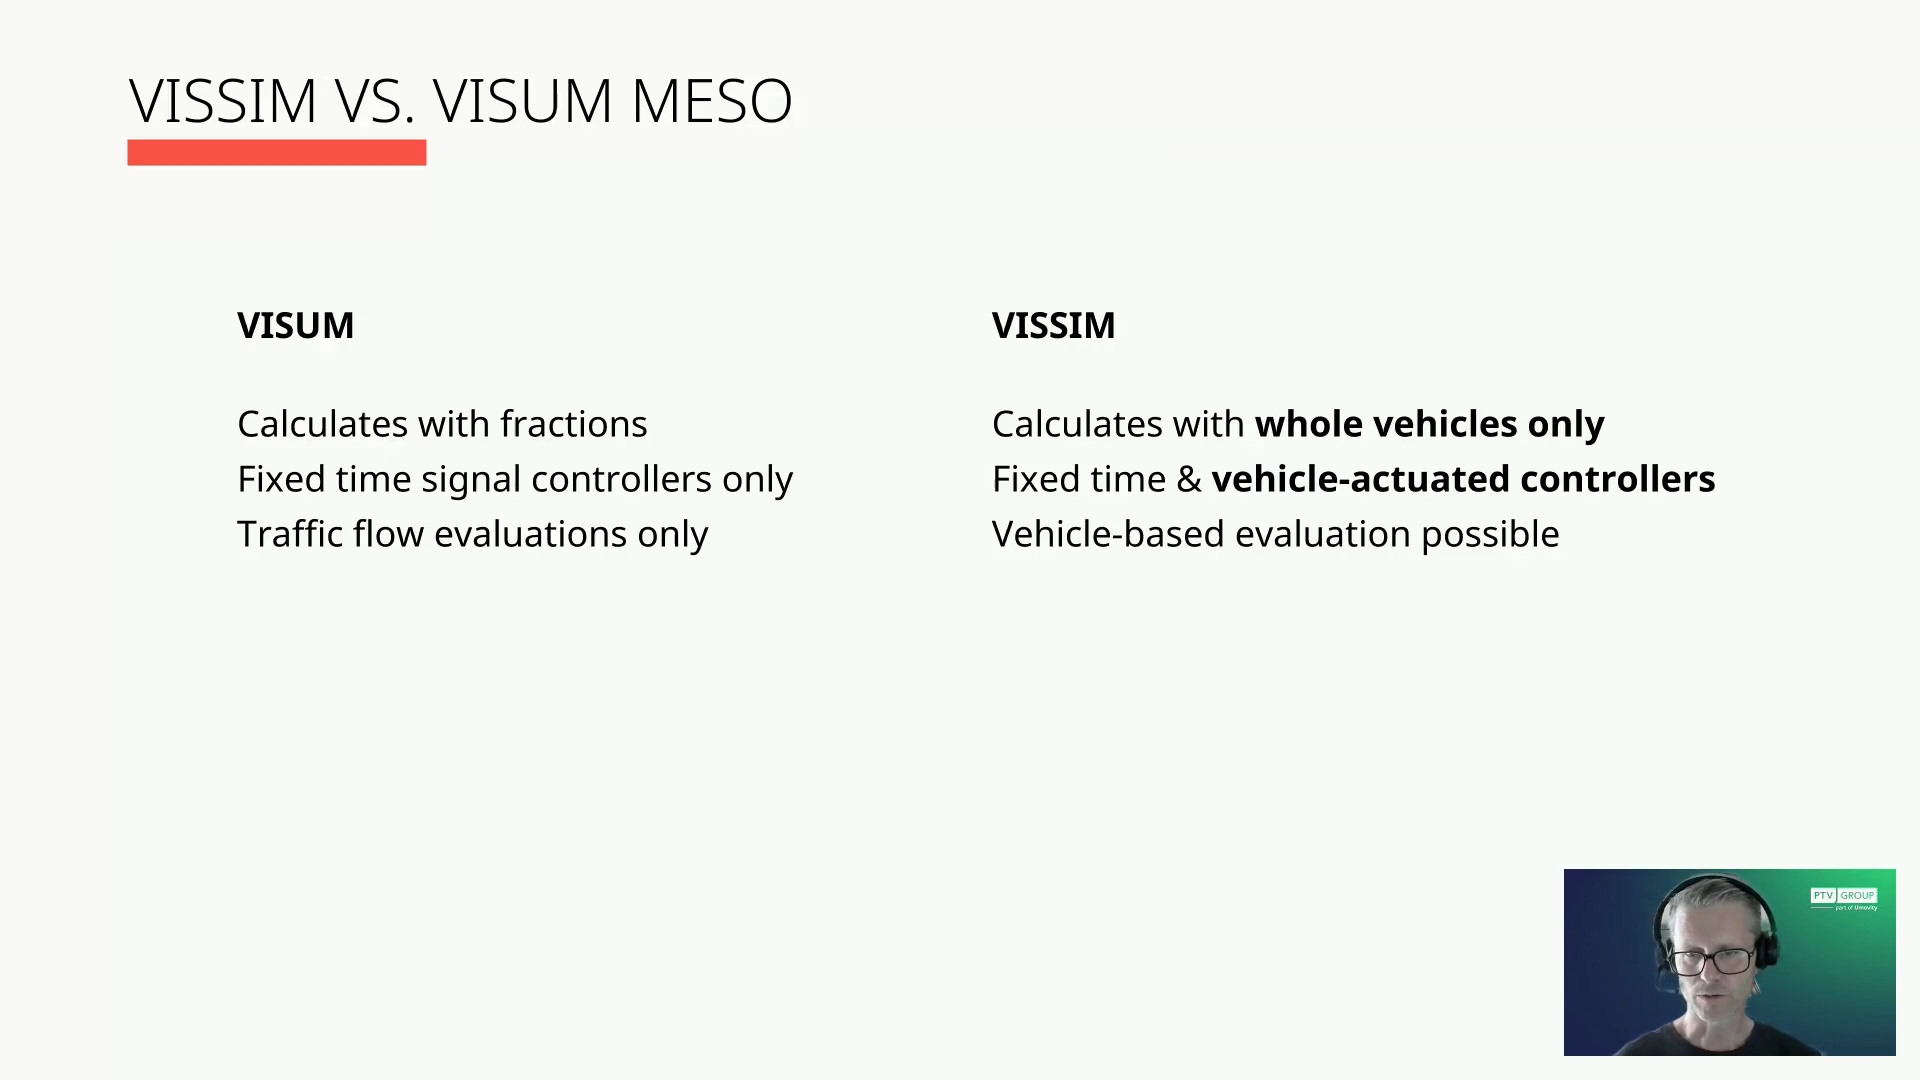 VISSIM VS. VISUM MESO
VISUM
Calculates with fractions
Fixed time signal controllers only
Traffic flow evaluations only
VISSIM
Calculates with whole vehicles only
Fixed time & vehicle-actuated controllers
Vehicle-based evaluation possible
PTV GROUP
part of Umovity